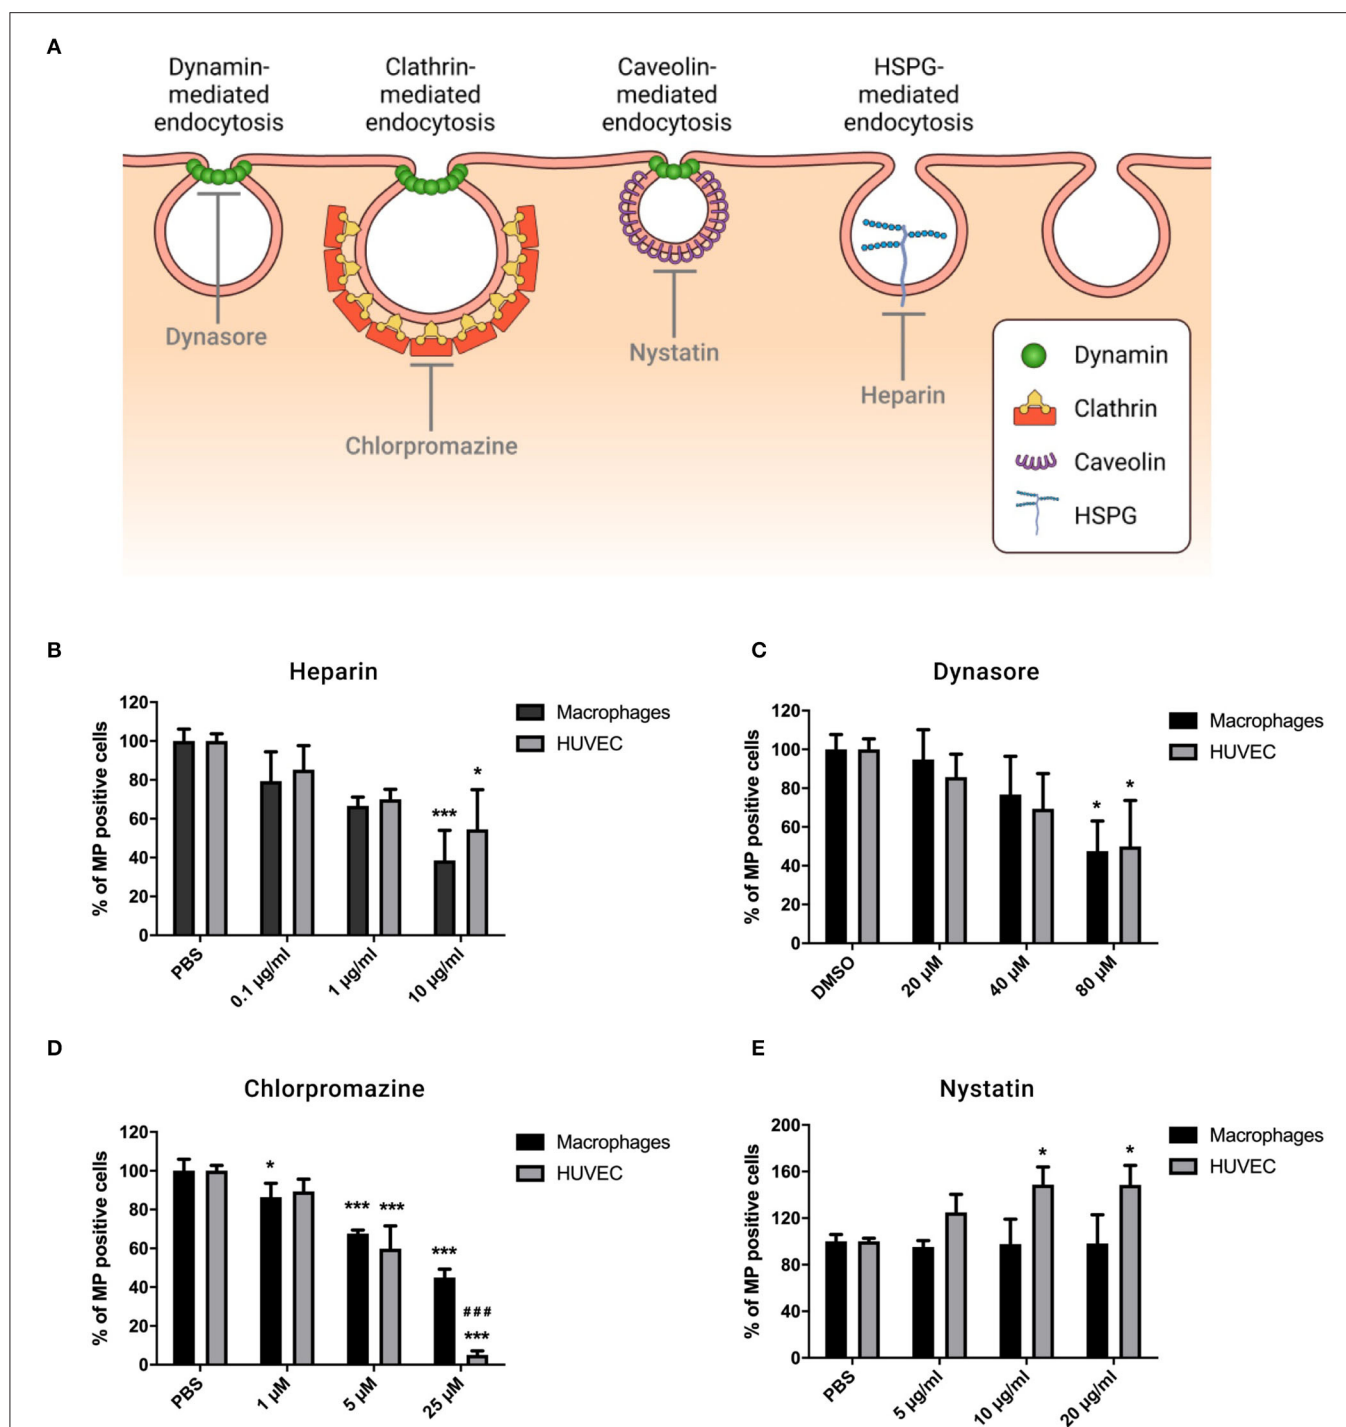 A
Dynamin-
mediated
endocytosis
Clathrin-
mediated
endocytosis
Caveolin-
mediated
endocytosis
HSPG-
mediated
endocytosis
Dynasore
Chlorpromazine
Nystatin
Heparin
Dynamin
Clathrin
Caveolin
HSPG
B
Heparin
% of MP positive cells
120
100
80
60
40
20
0
***
*
PBS
0.1 µg/ml
1 µg/ml
10 µg/ml
Macrophages
HUVEC
C
Dynasore
% of MP positive cells
120
100
80
60
40
20
0
*
*
DMSO
20 µM
40 µM
80 µM
Macrophages
HUVEC
D
Chlorpromazine
% of MP positive cells
120
100
80
60
40
20
0
*
***
***
***
###
***
PBS
1 µM
5 µM
25 µM
Macrophages
HUVEC
E
Nystatin
% of MP positive cells
200
160
120
80
40
0
*
*
PBS
5 µg/ml
10 µg/ml
20 µg/ml
Macrophages
HUVEC